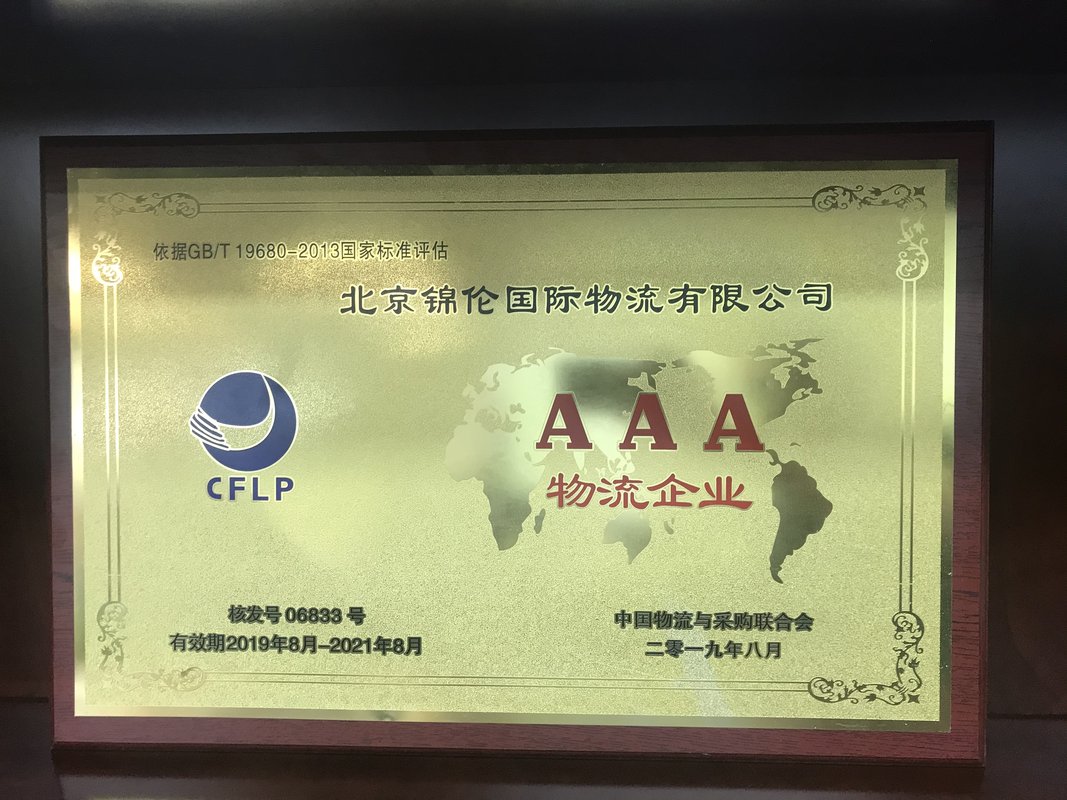 依据GB/T 19680-2013国家标准评估
北京锦伦国际物流有限公司
AAA
物流企业
CFLP
核发号 06833 号
有效期2019年8月-2021年8月
中国物流与采购联合会
二零一九年八月